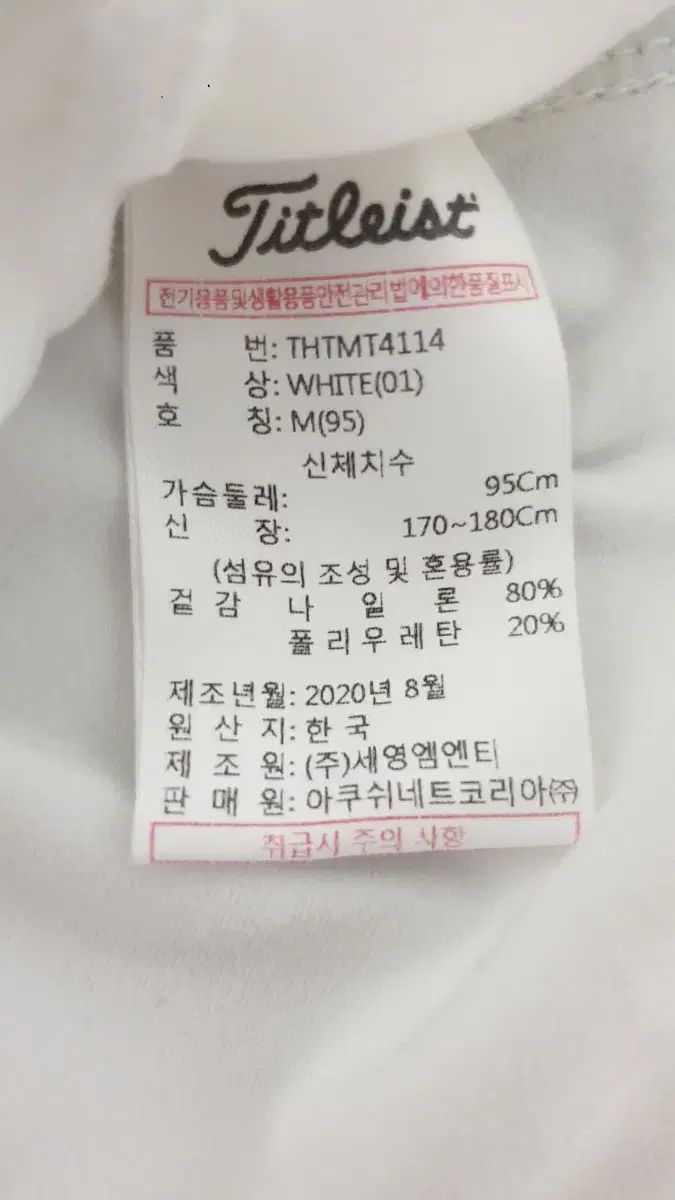 Titleist
전기용품및생활용품안전관리법에의한품질표시
품 번: THTMT4114
색 상: WHITE(01)
호 칭: M(95)
신체치수
가슴둘레: 95Cm
신 장: 170~180Cm
(섬유의 조성 및 혼용률)
겉감 나 일 론 80%
폴리우레탄 20%
제조년월: 2020년 8월
원 산 지: 한 국
제 조 원: (주)세영엠엔티
판 매 원: 아쿠쉬네트코리아㈜
취급시 주의 사항